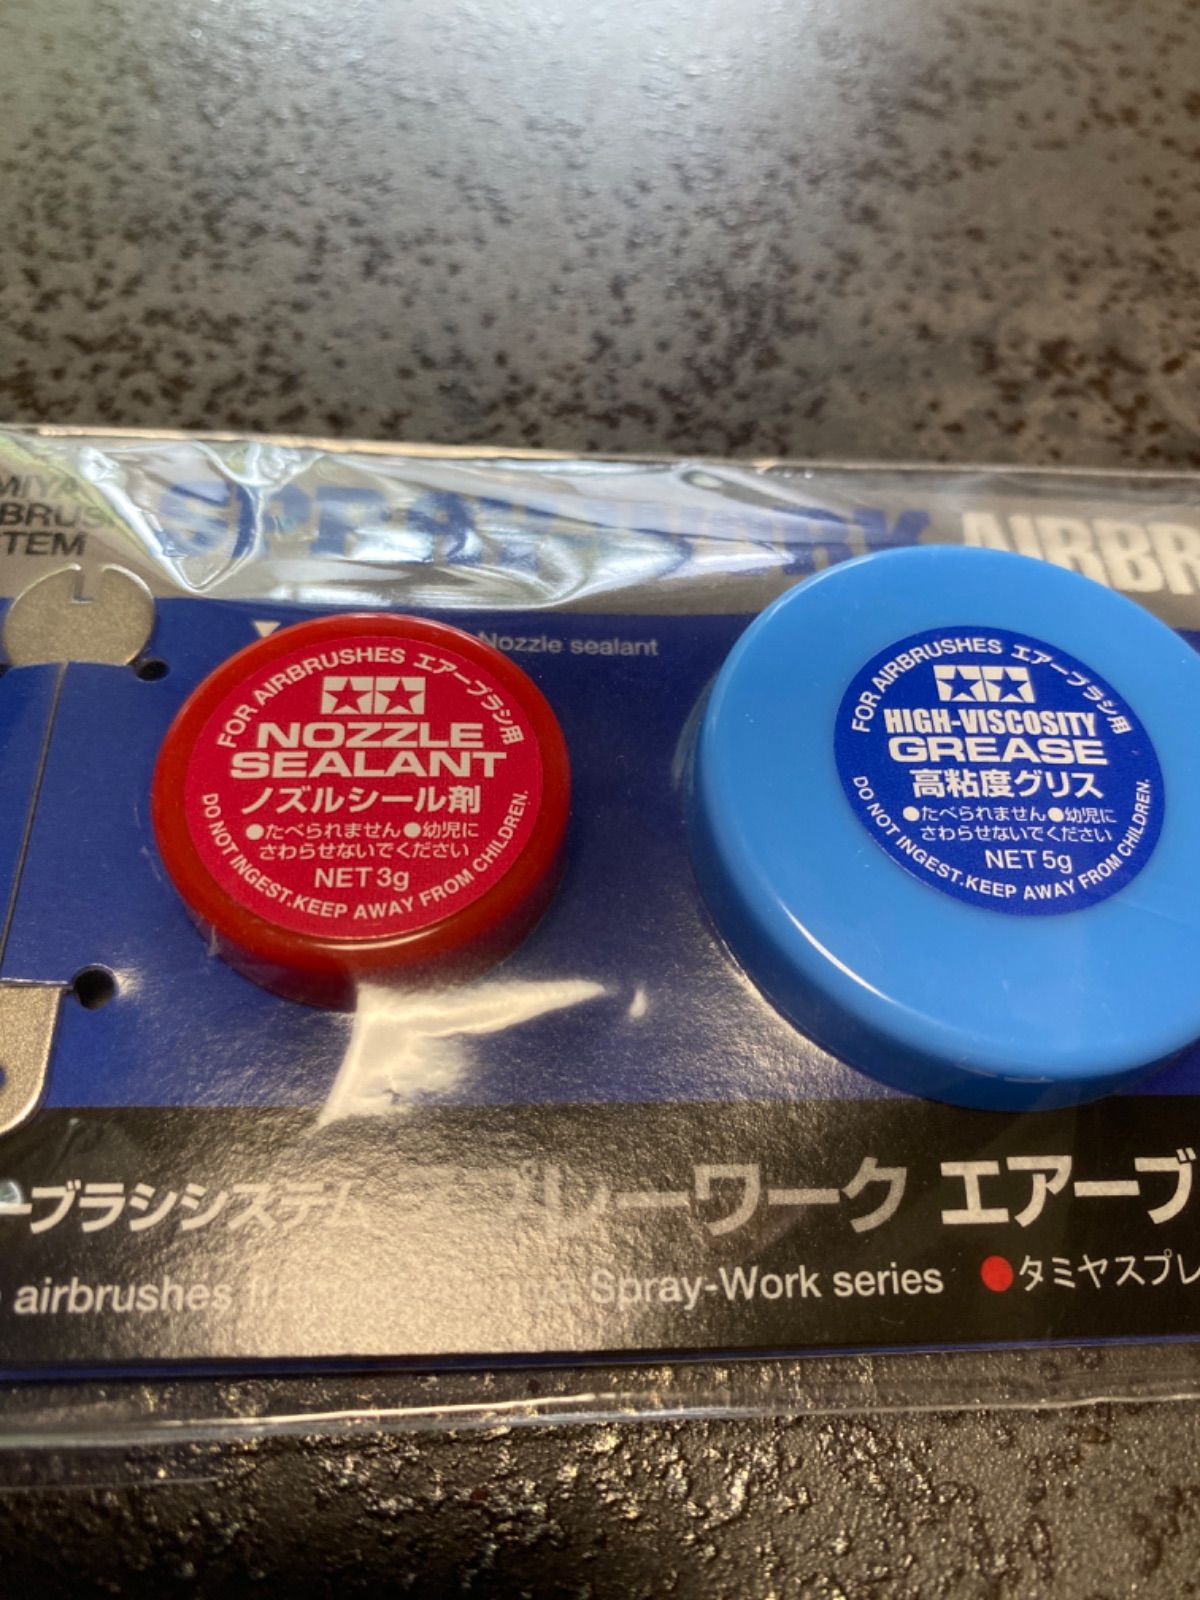 MIYA
BRUS
TEM
SPRAY-WORK AIRBR
Nozzle sealant
FOR AIRBRUSHES エアーブラシ用
NOZZLE
SEALANT
ノズルシール剤
●たべられません●幼児に
さわらせないでください
NET 3g
DO NOT INGEST.KEEP AWAY FROM CHILDREN.
FOR AIRBRUSHES エアーブラシ用
HIGH-VISCOSITY
GREASE
高粘度グリス
●たべられません●幼児に
さわらせないでください
NET 5g
DO NOT INGEST.KEEP AWAY FROM CHILDREN.
ーブラシシステム プレーワーク エアーブ
airbrushes Spray-Work series ●タミヤスプレ